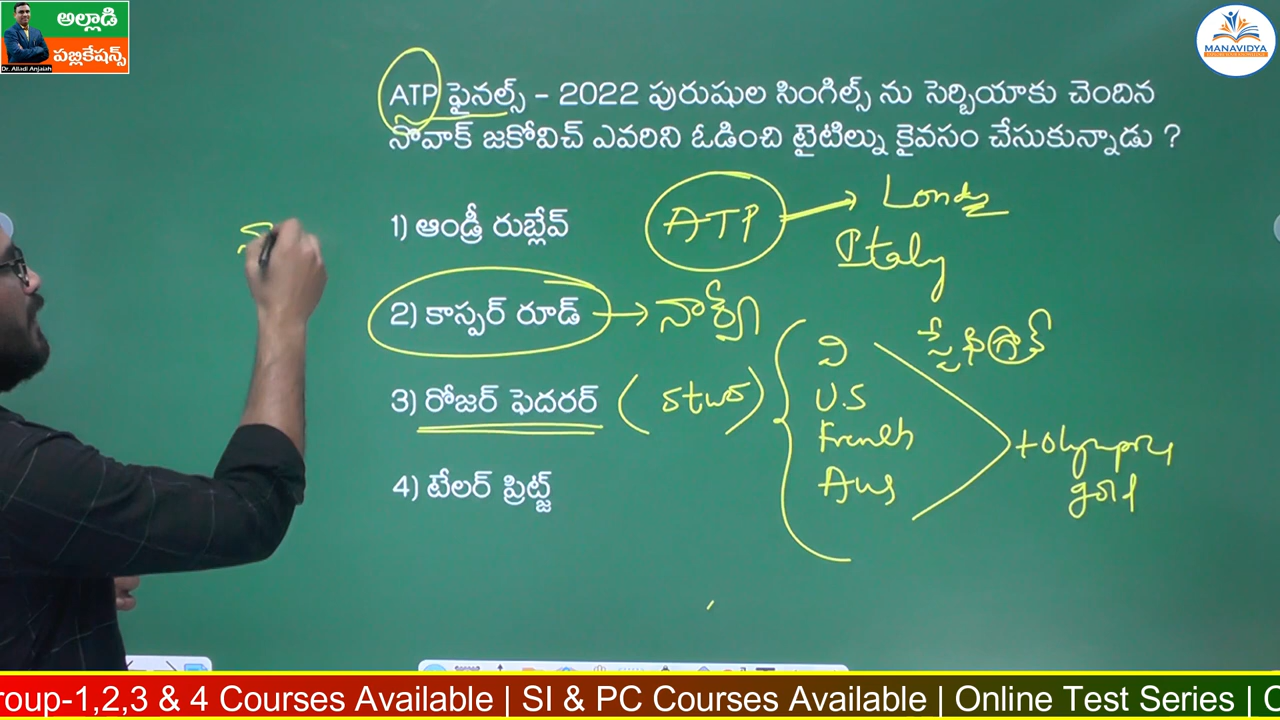 అల్లాడి
పబ్లికేషన్స్
Dr. Alladi Anjaiah
MANAVIDYA
ATP ఫైనల్స్ – 2022 పురుషుల సింగిల్స్ ను సెర్బియాకు చెందిన
నోవాక్ జకోవిచ్ ఎవరిని ఓడించి టైటిల్ను కైవసం చేసుకున్నాడు ?
1) ఆండ్రీ రుబ్లేవ్
ATP
Italy
2) కాస్పర్ రూడ్
నార్వే
3) రోజర్ ఫెదరర్
వి
U.S
French
Aus
+ Olympic
gold
4) టేలర్ ప్రిట్జ్
roup-1,2,3 & 4 Courses Available | SI & PC Courses Available | Online Test Series |